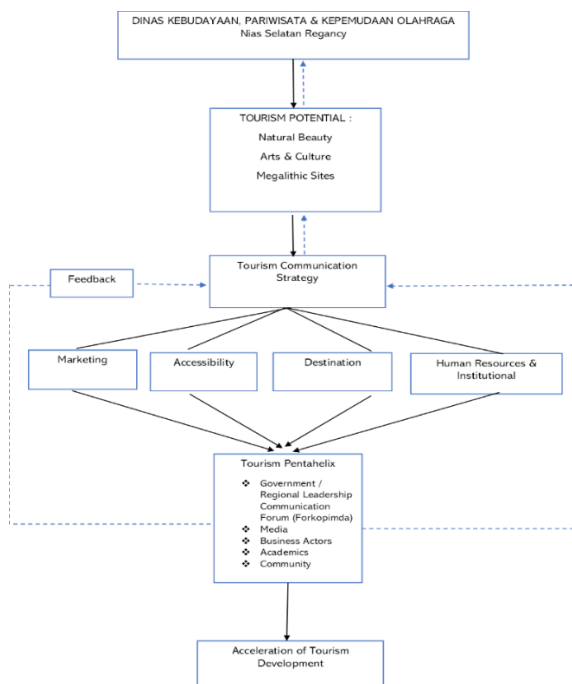 DINAS KEBUDAYAAN, PARIWISATA & KEPEMUDAAN OLAHRAGA
Nias Selatan Regancy
TOURISM POTENTIAL :
Natural Beauty
Arts & Culture
Megalithic Sites
Feedback
Tourism Communication
Strategy
Marketing
Accessibility
Destination
Human Resources &
Institutional
Tourism Pentahelix
❖ Government /
Regional Leadership
Communication
Forum (Forkopimda)
❖ Media
❖ Business Actors
❖ Academics
❖ Community
Acceleration of Tourism
Development